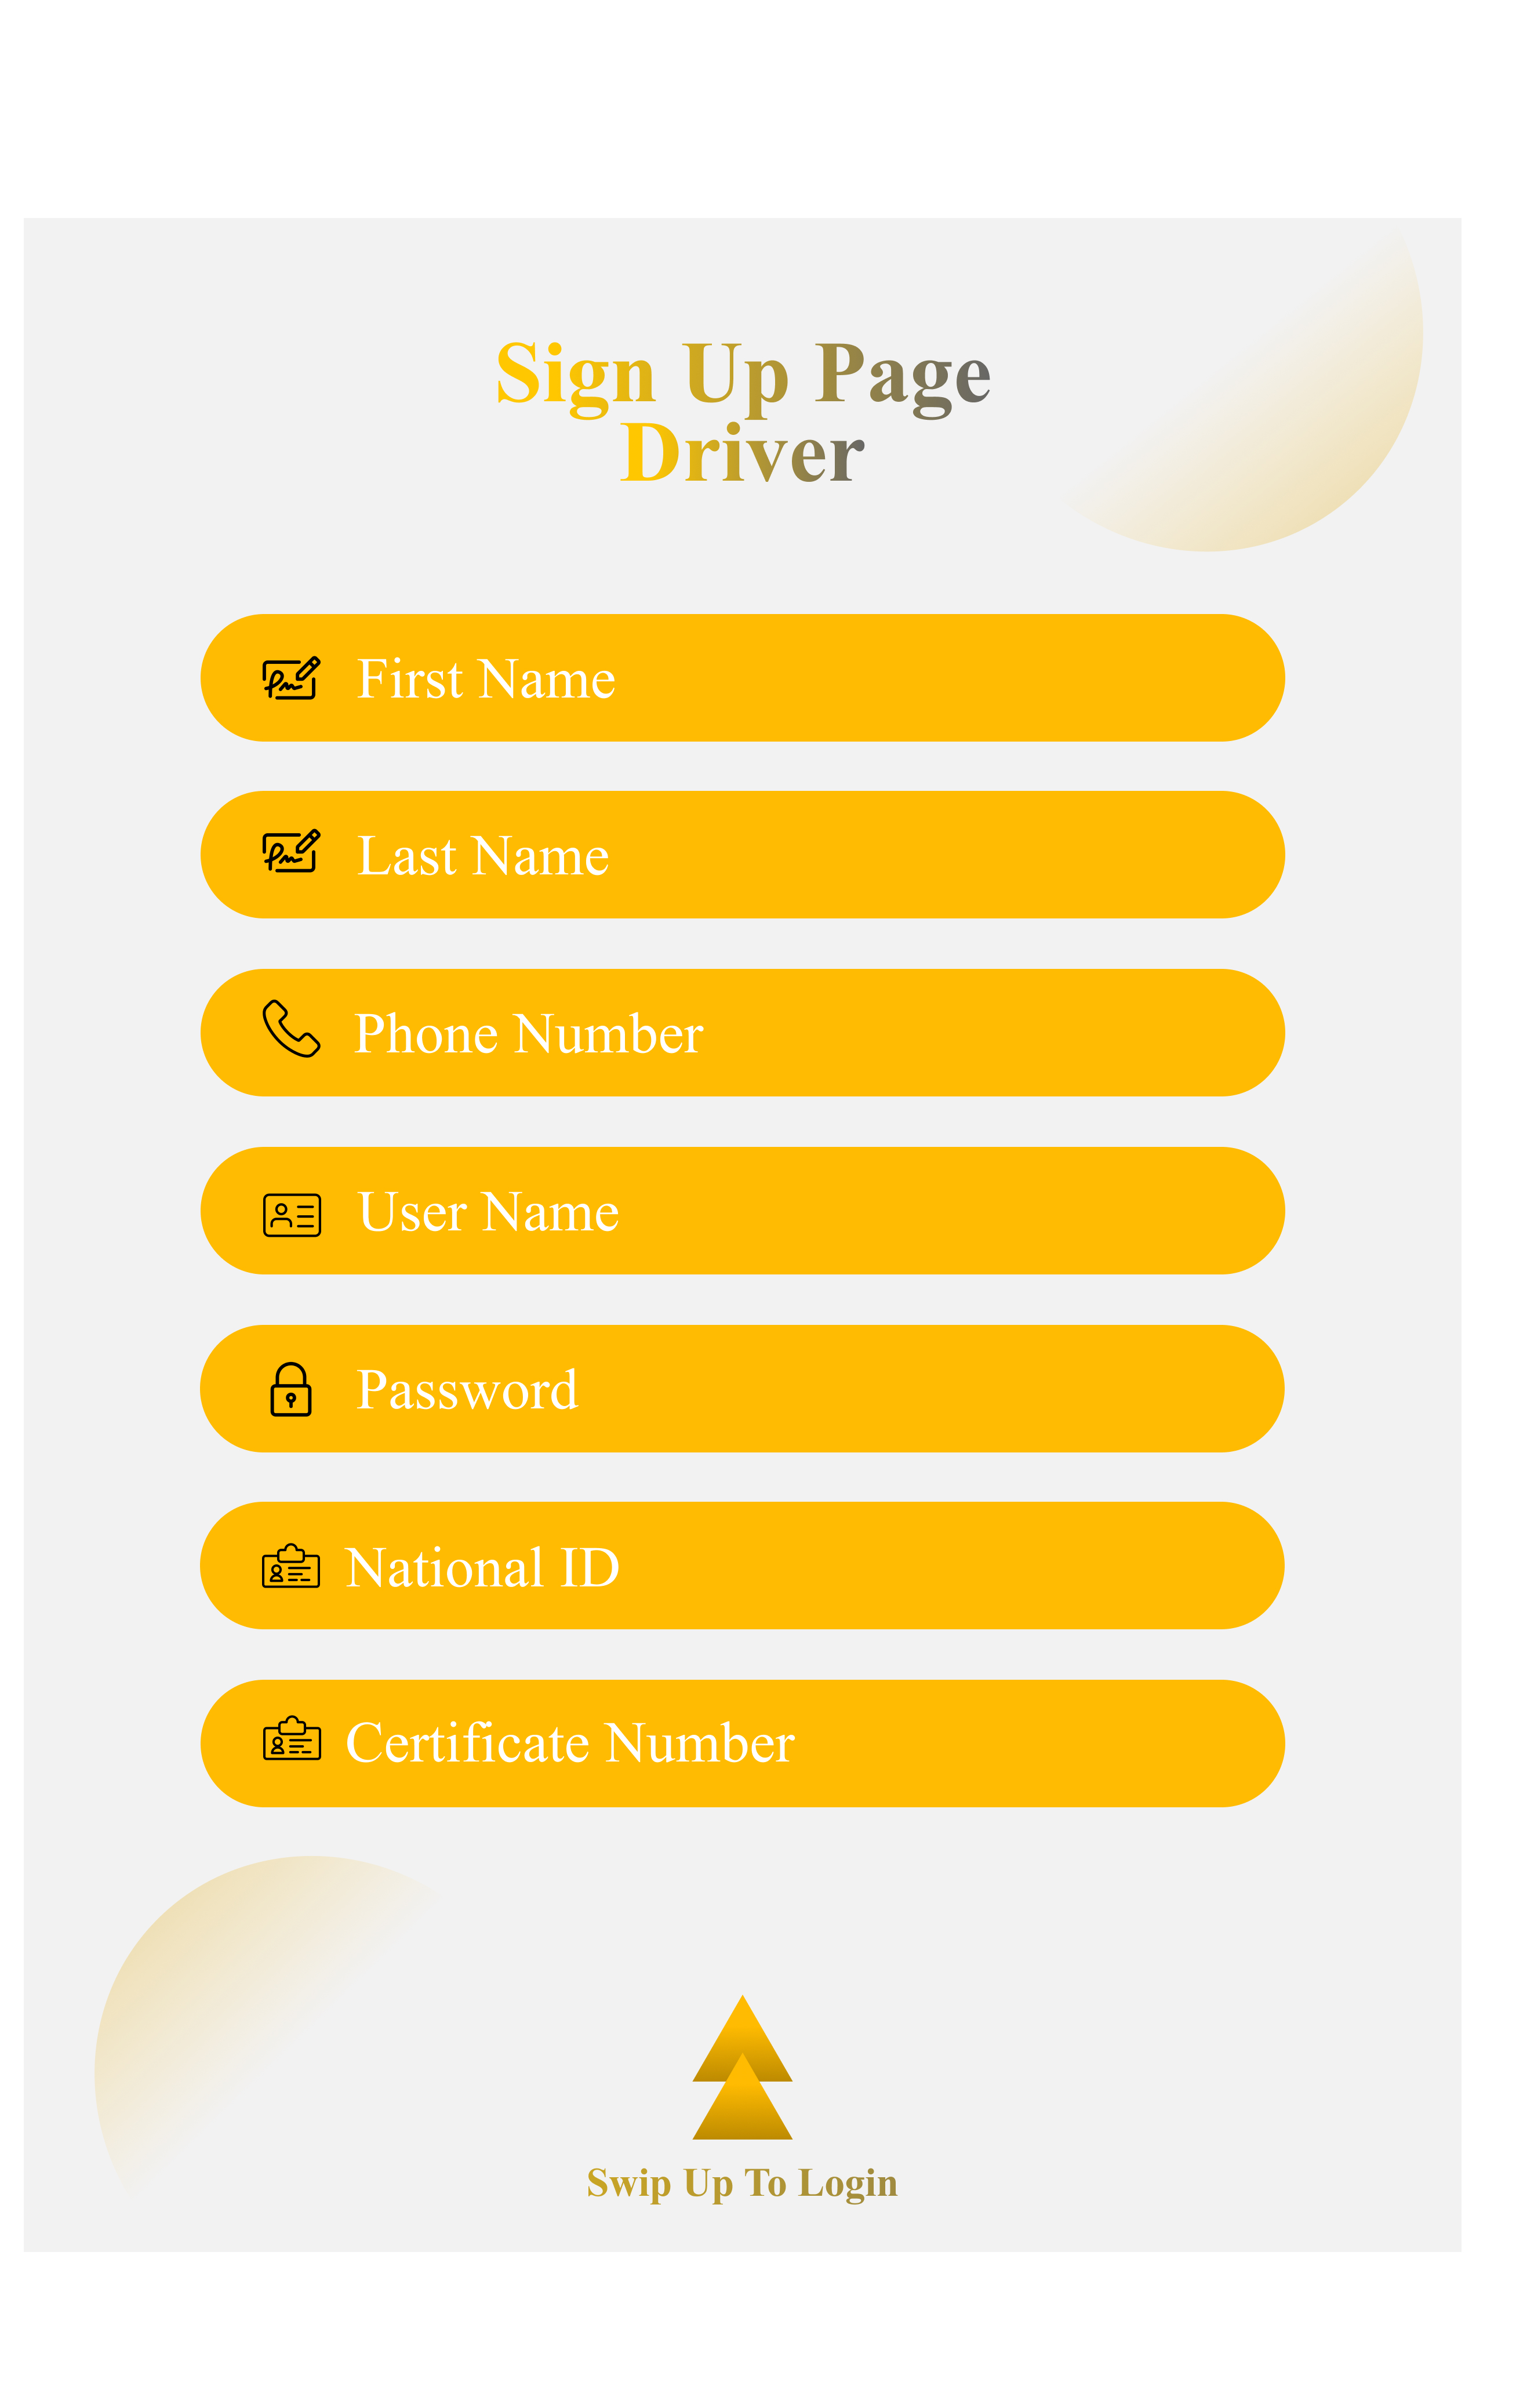 Sign Up Page
Driver
First Name
Last Name
Phone Number
User Name
Password
National ID
Certificate Number
Swip Up To Login